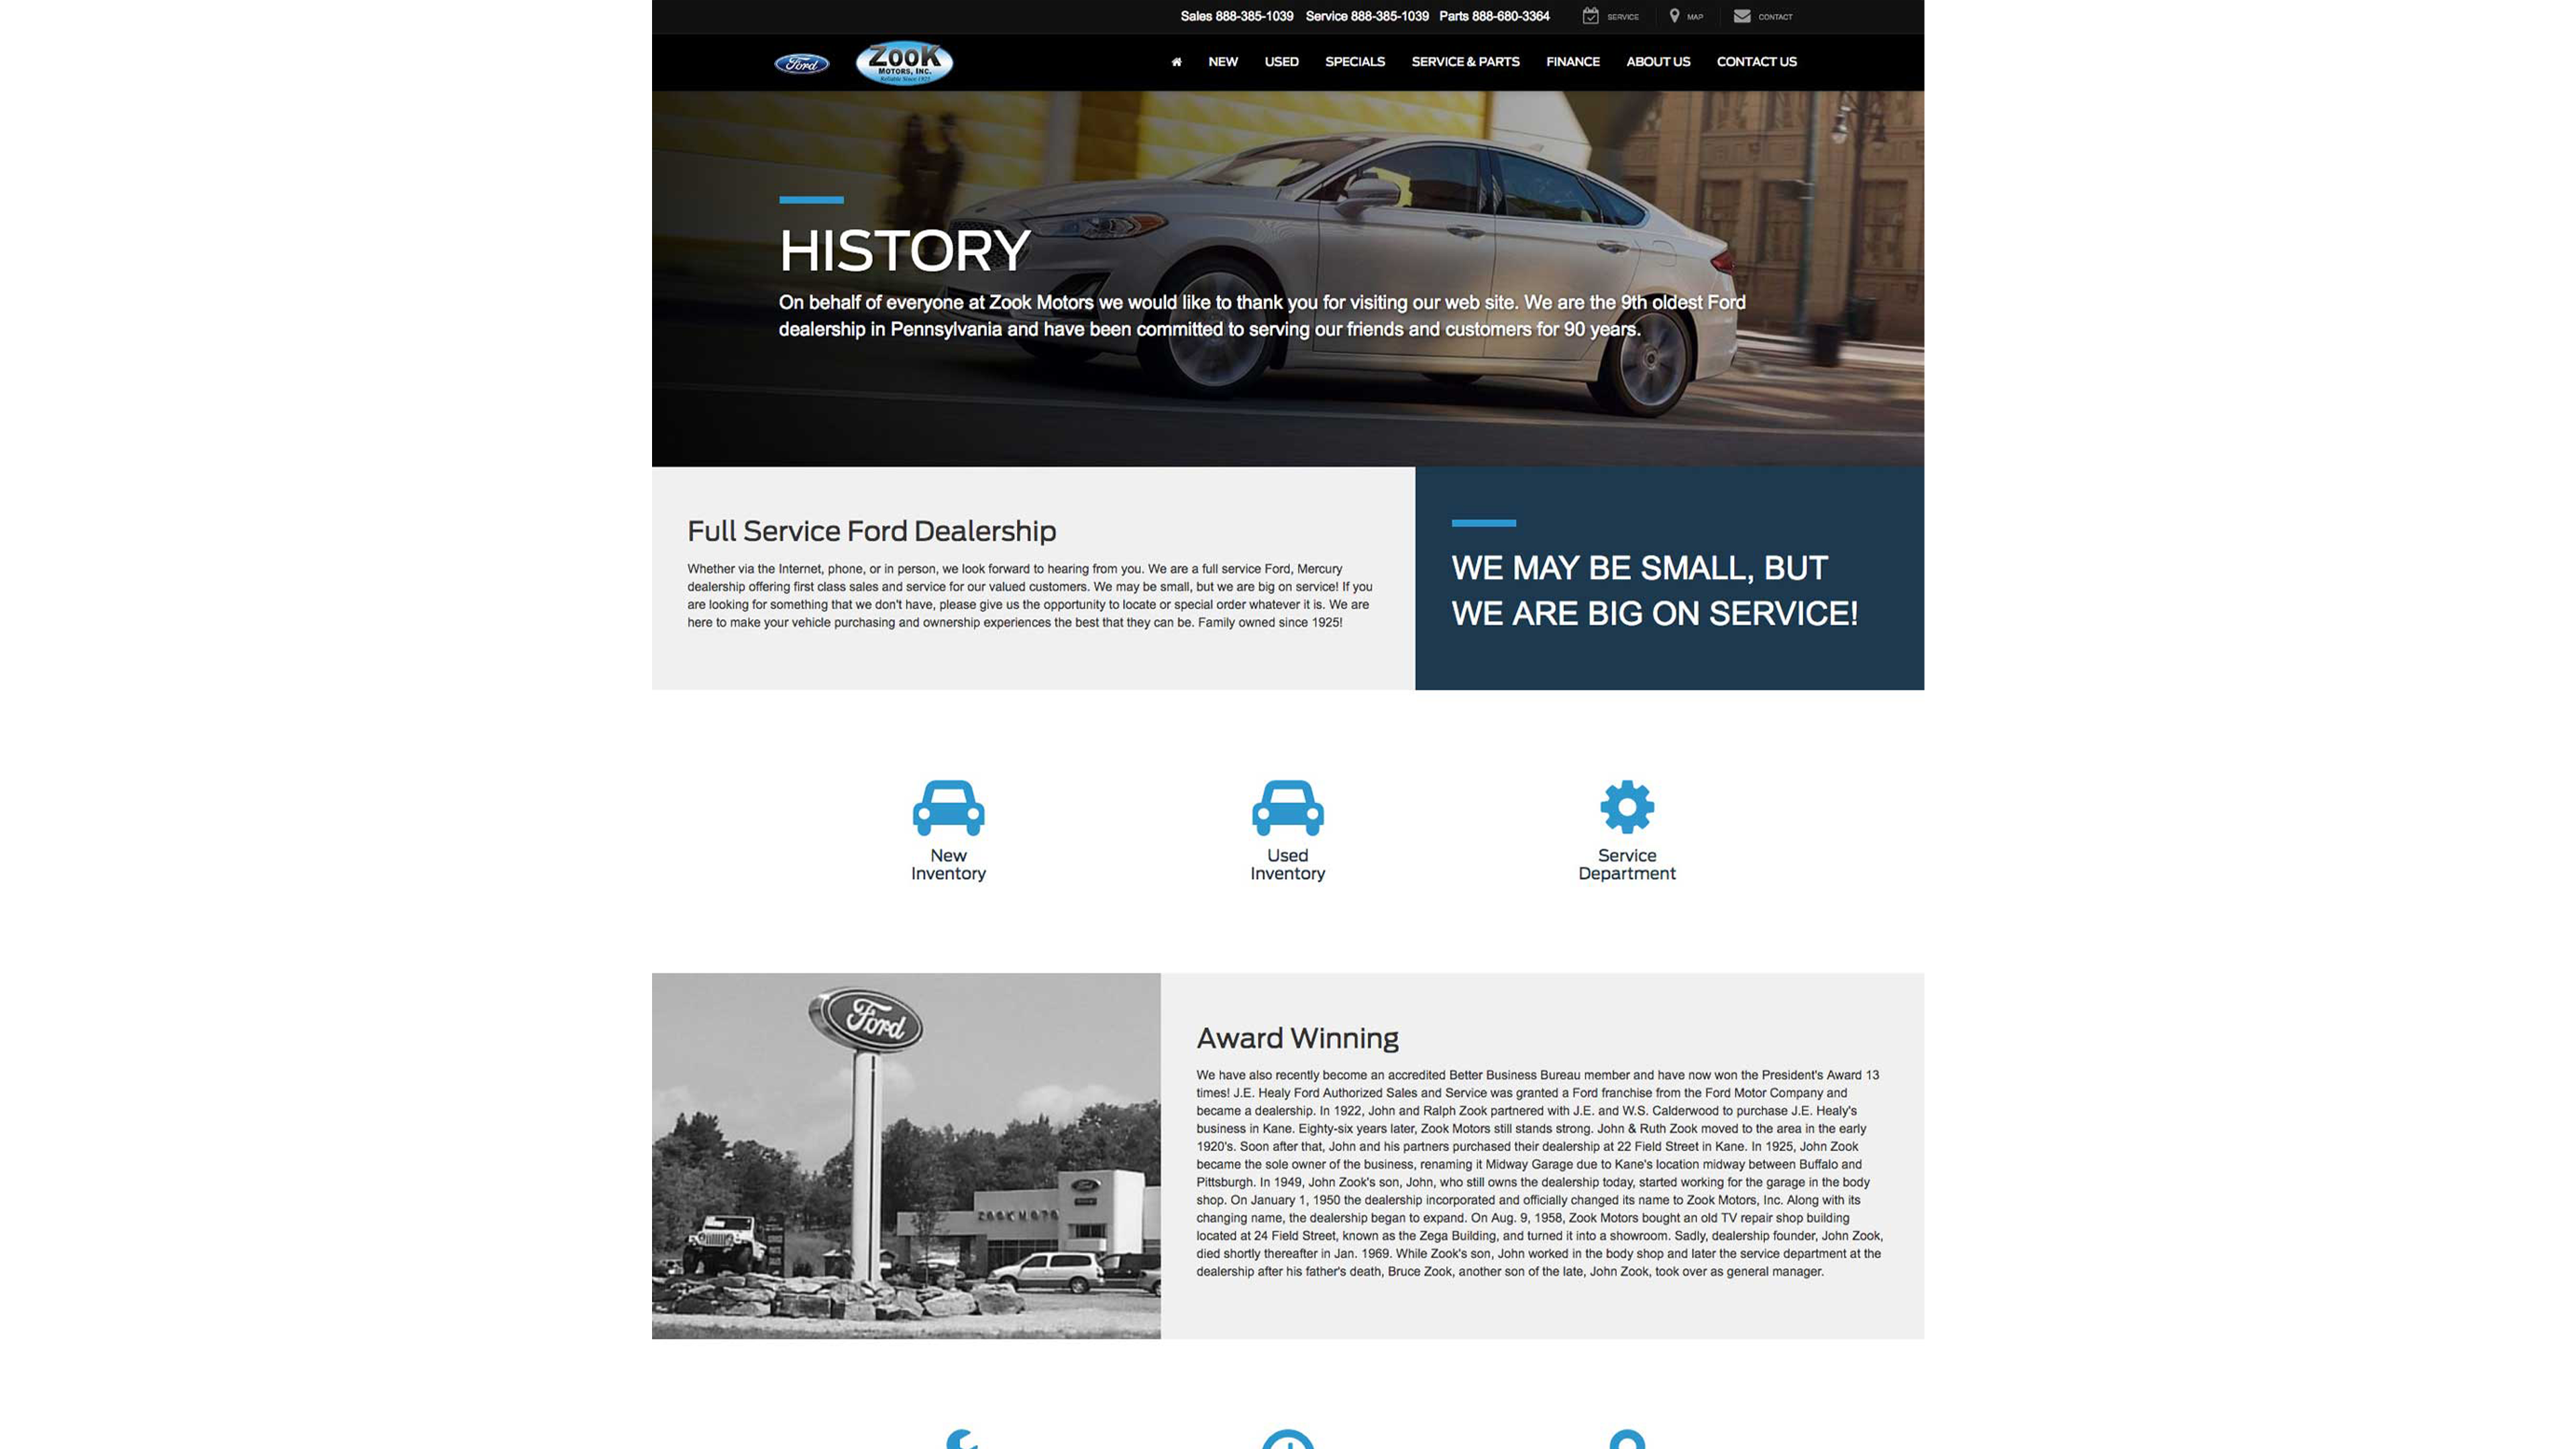 Sales 888-385-1039 Service 888-385-1039 Parts 888-680-3364 SERVICE MAP CONTACT
Ford ZOOK MOTORS, INC. Reliable Since 1925 NEW USED SPECIALS SERVICE & PARTS FINANCE ABOUT US CONTACT US
HISTORY
On behalf of everyone at Zook Motors we would like to thank you for visiting our web site. We are the 9th oldest Ford
dealership in Pennsylvania and have been committed to serving our friends and customers for 90 years.
Full Service Ford Dealership
Whether via the Internet, phone, or in person, we look forward to hearing from you. We are a full service Ford, Mercury
dealership offering first class sales and service for our valued customers. We may be small, but we are big on service! If you
are looking for something that we don't have, please give us the opportunity to locate or special order whatever it is. We are
here to make your vehicle purchasing and ownership experiences the best that they can be. Family owned since 1925!
WE MAY BE SMALL, BUT
WE ARE BIG ON SERVICE!
New
Inventory
Used
Inventory
Service
Department
Ford
ZOOK MOTO
Award Winning
We have also recently become an accredited Better Business Bureau member and have now won the President's Award 13
times! J.E. Healy Ford Authorized Sales and Service was granted a Ford franchise from the Ford Motor Company and
became a dealership. In 1922, John and Ralph Zook partnered with J.E. and W.S. Calderwood to purchase J.E. Healy's
business in Kane. Eighty-six years later, Zook Motors still stands strong. John & Ruth Zook moved to the area in the early
1920's. Soon after that, John and his partners purchased their dealership at 22 Field Street in Kane. In 1925, John Zook
became the sole owner of the business, renaming it Midway Garage due to Kane's location midway between Buffalo and
Pittsburgh. In 1949, John Zook's son, John, who still owns the dealership today, started working for the garage in the body
shop. On January 1, 1950 the dealership incorporated and officially changed its name to Zook Motors, Inc. Along with its
changing name, the dealership began to expand. On Aug. 9, 1958, Zook Motors bought an old TV repair shop building
located at 24 Field Street, known as the Zega Building, and turned it into a showroom. Sadly, dealership founder, John Zook,
died shortly thereafter in Jan. 1969. While Zook's son, John worked in the body shop and later the service department at the
dealership after his father's death, Bruce Zook, another son of the late, John Zook, took over as general manager.